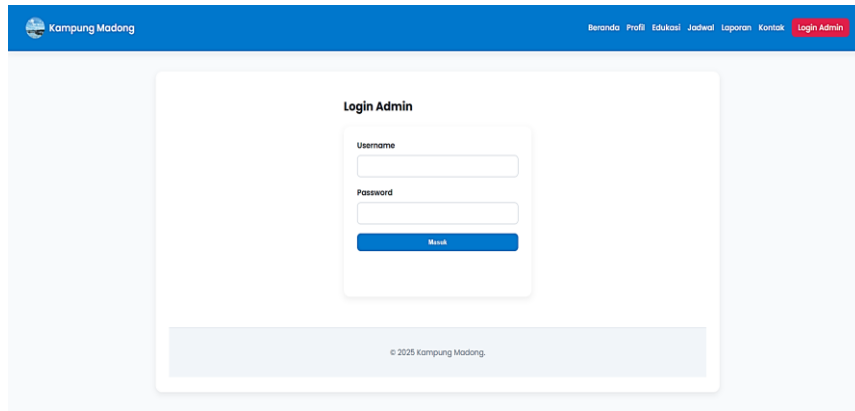 Kampung Madong
Beranda Profil Edukasi Jadwal Laporan Kontak Login Admin
Login Admin
Username
Password
Masuk
© 2025 Kampung Madong.